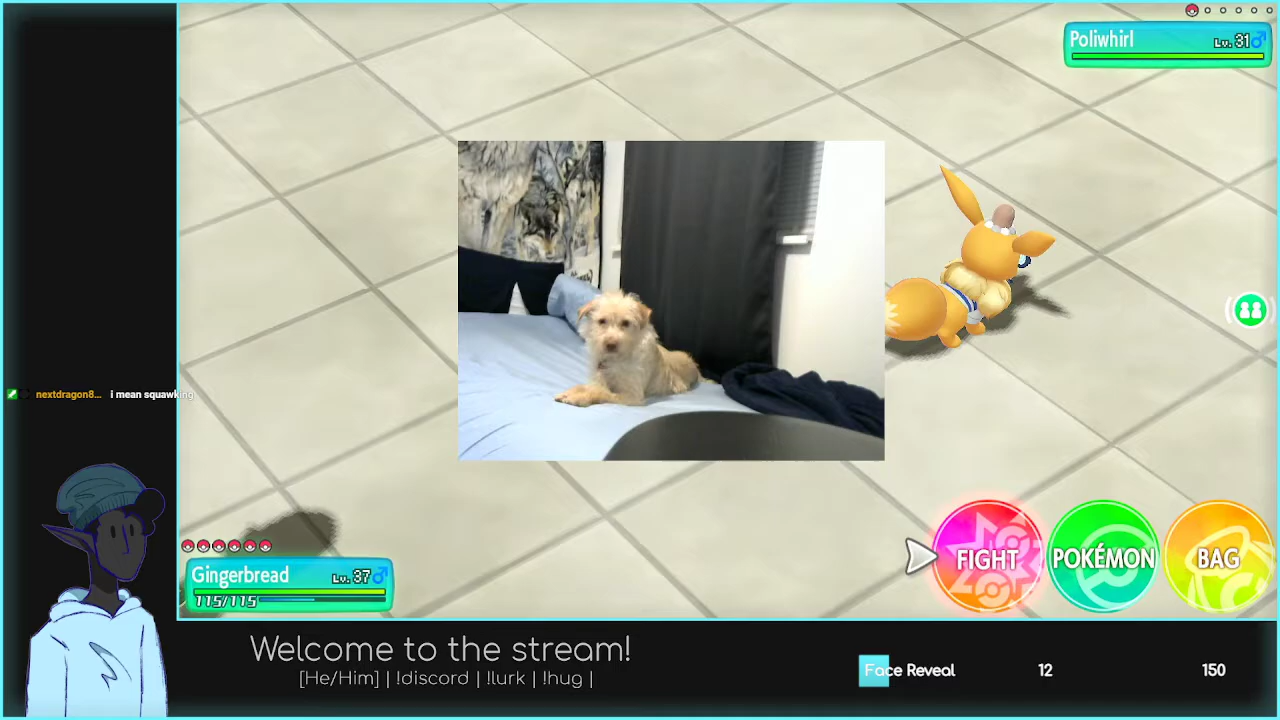 Poliwhirl Lv. 31♂
nextdragon8... i mean squawking
Gingerbread Lv. 37♂
115/115
FIGHT
POKÉMON
BAG
Welcome to the stream!
[He/Him] | !discord | !lurk | !hug |
Face Reveal 12 150